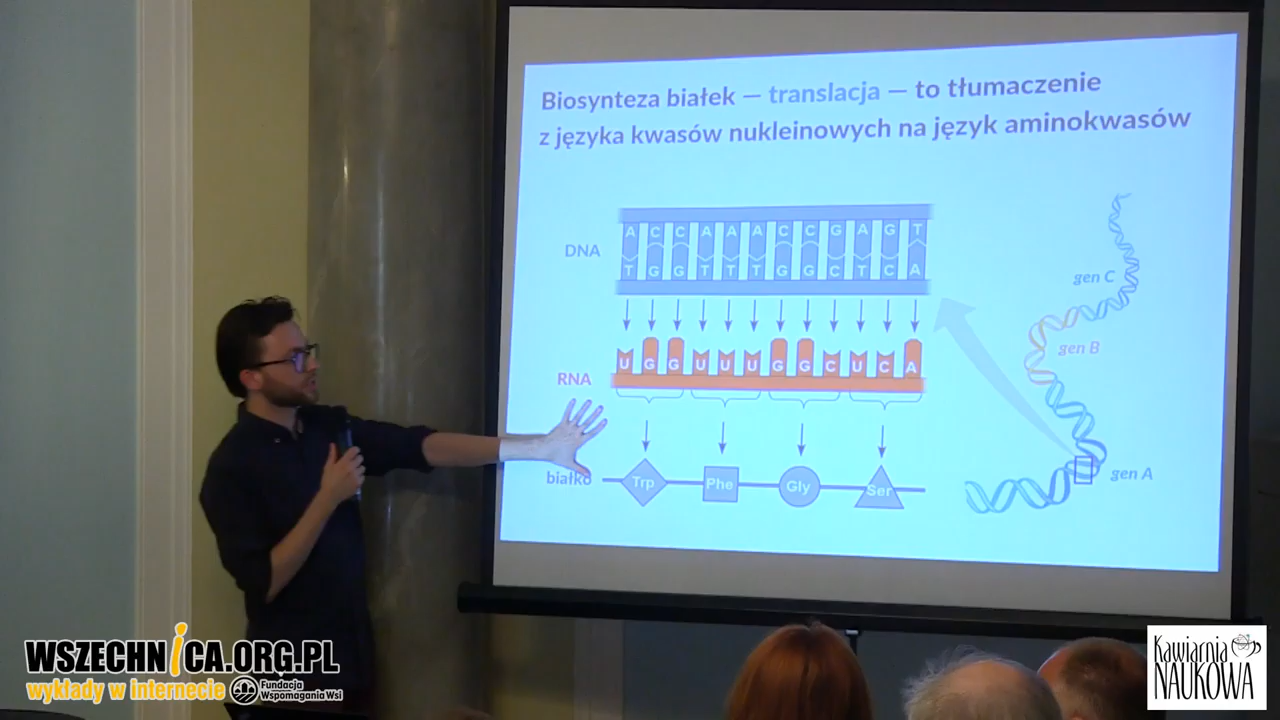 Biosynteza białek — translacja — to tłumaczenie
z języka kwasów nukleinowych na język aminokwasów
DNA
A C C A A A C C G A G T
T G G T T T G G C T C A
RNA
U G G U U U G G C U C A
białko
Trp Phe Gly Ser
gen C
gen B
gen A
WSZECHNiCA.ORG.PL
wykłady w internecie
Fundacja
Wspomagania Wsi
Kawiarnia
NAUKOWA